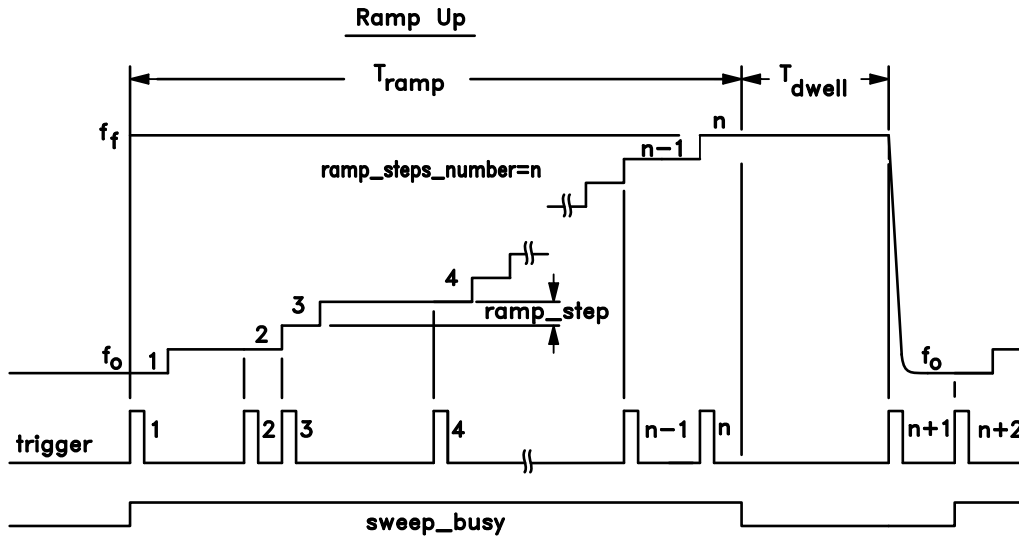 Ramp Up
T_ramp
T_dwell
f_f
n
n-1
ramp_steps_number=n
4
3
ramp_step
2
f_o
1
f_o
trigger
1
2
3
4
n-1
n
n+1
n+2
sweep_busy